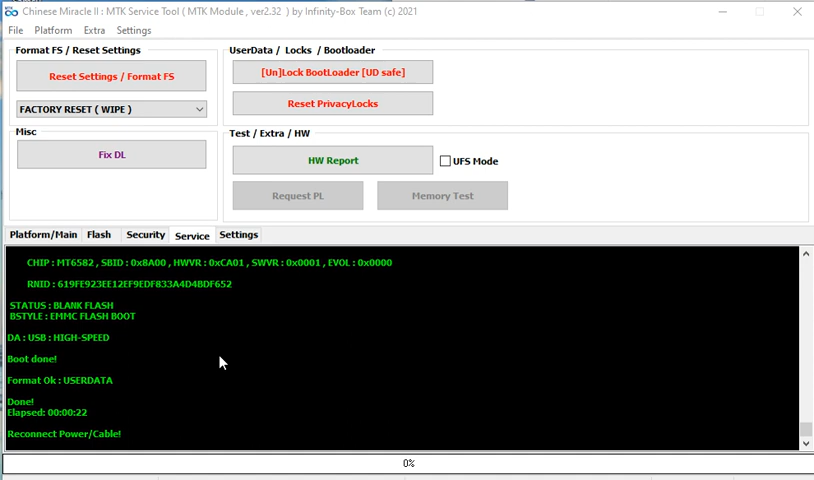 Chinese Miracle II : MTK Service Tool ( MTK Module , ver2.32 ) by Infinity-Box Team (c) 2021
File Platform Extra Settings
Format FS / Reset Settings
Reset Settings / Format FS
FACTORY RESET ( WIPE )
UserData / Locks / Bootloader
[Un]Lock BootLoader [UD safe]
Reset PrivacyLocks
Misc
Fix DL
Test / Extra / HW
HW Report
UFS Mode
Request PL
Memory Test
Platform/Main Flash Security Service Settings
CHIP : MT6582 , SBID : 0x8A00 , HWVR : 0xCA01 , SWVR : 0x0001 , EVOL : 0x0000
RNID : 619FE923EE12EF9EDF833A4D4BDF652
STATUS : BLANK FLASH
BSTYLE : EMMC FLASH BOOT
DA : USB : HIGH-SPEED
Boot done!
Format Ok : USERDATA
Done!
Elapsed: 00:00:22
Reconnect Power/Cable!
0%